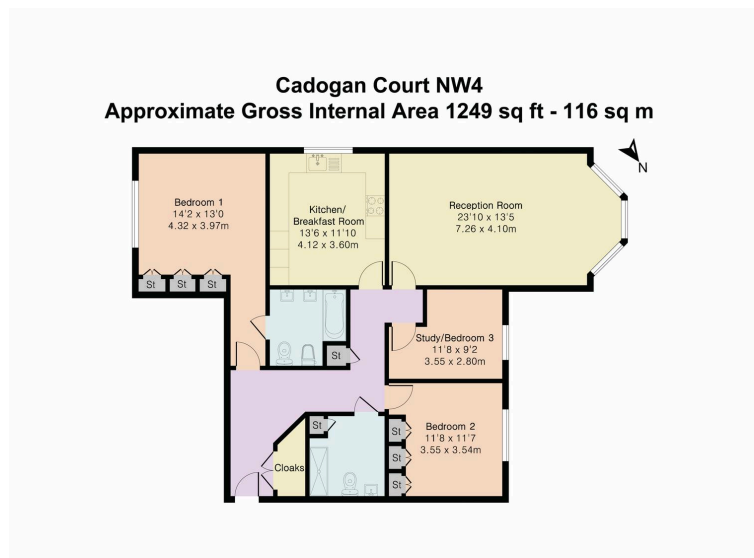 Cadogan Court NW4
Approximate Gross Internal Area 1249 sq ft - 116 sq m
N
Bedroom 1
14'2 x 13'0
4.32 x 3.97m
Kitchen/
Breakfast Room
13'6 x 11'10
4.12 x 3.60m
Reception Room
23'10 x 13'5
7.26 x 4.10m
St
St
St
St
Study/Bedroom 3
11'8 x 9'2
3.55 x 2.80m
St
Bedroom 2
11'8 x 11'7
3.55 x 3.54m
St
St
St
Cloaks